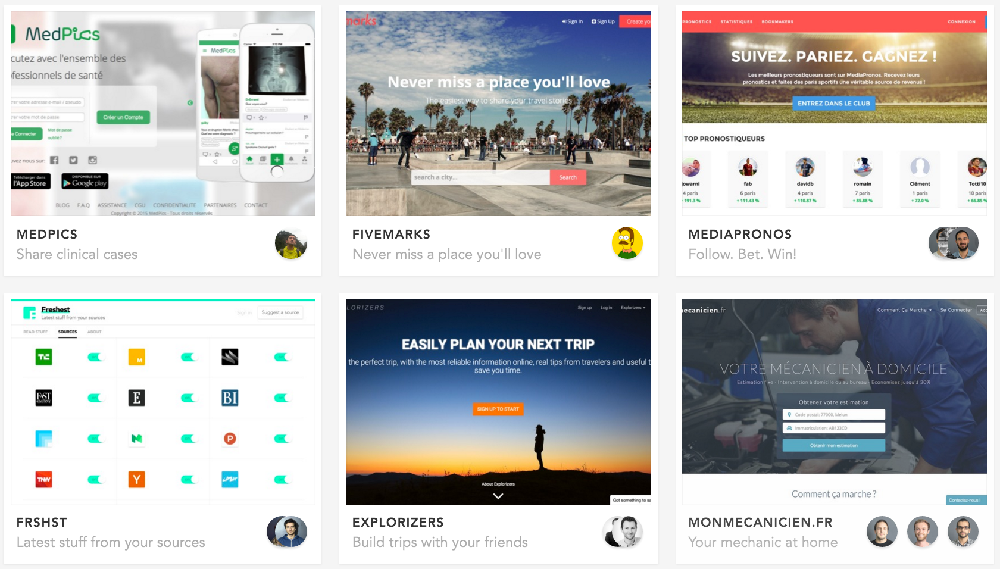 MedPics
cutez avec l'ensemble des
ofessionnels de santé
trer votre adresse e-mail / pseudo
trer votre mot de passe
Créer un Compte
se Connecter
Mot de passe
oublié ?
uvez nous sur:
Télécharger dans
l'App Store
DISPONIBLE SUR
Google play
BLOG F.A.Q ASSISTANCE CGU CONFIDENTIALITE PARTENAIRES CONTACT
Copyright © 2015 MedPics - Tous droits réservés
MedPics
MEDPICS
Share clinical cases
marks
Sign In Sign Up Create you
Never miss a place you'll love
The easiest way to share your travel stories
search a city...
Search
FIVEMARKS
Never miss a place you'll love
PRONOSTICS STATISTIQUES BOOKMAKERS CONNEXION
SUIVEZ. PARIEZ. GAGNEZ !
Les meilleurs pronostiqueurs sont sur MediaPronos. Recevez leurs
pronostics et faites des paris sportifs une véritable source de revenus !
ENTREZ DANS LE CLUB
TOP PRONOSTIQUEURS
owarni fab davidb romain Clément Totti10
4 paris 6 paris 4 paris 7 paris 1 paris 10 paris
191.3 % + 111.43 % + 110.87 % + 85.88 % + 72.0 % + 66.85 %
MEDIAPRONOS
Follow. Bet. Win!
Freshest
Latest stuff from your sources
Sign in
Suggest a source
READ STUFF SOURCES ABOUT
TC
M
FAST COMPANY
E
BI
P
TNW
Y
FRSHST
Latest stuff from your sources
LORIZERS
Sign up Log in Explorizers
EASILY PLAN YOUR NEXT TRIP
the perfect trip, with the most reliable information online, real tips from travelers and useful t
save you time.
SIGN UP TO START
About Explorizers
Got something to sa
EXPLORIZERS
Build trips with your friends
ecanicien.fr
Comment Ça Marche Se Connecter Acc
VOTRE MÉCANICIEN À DOMICILE
Estimation fixe - Intervention à domicile ou au bureau - Economisez jusqu'à 30%
Obtenez votre estimation
Code postal: 77000, Melun
Immatriculation: AB123CD
Obtenir mon estimation
Comment ça marche ?
Contactez-nous !
MONMECANICIEN.FR
Your mechanic at home